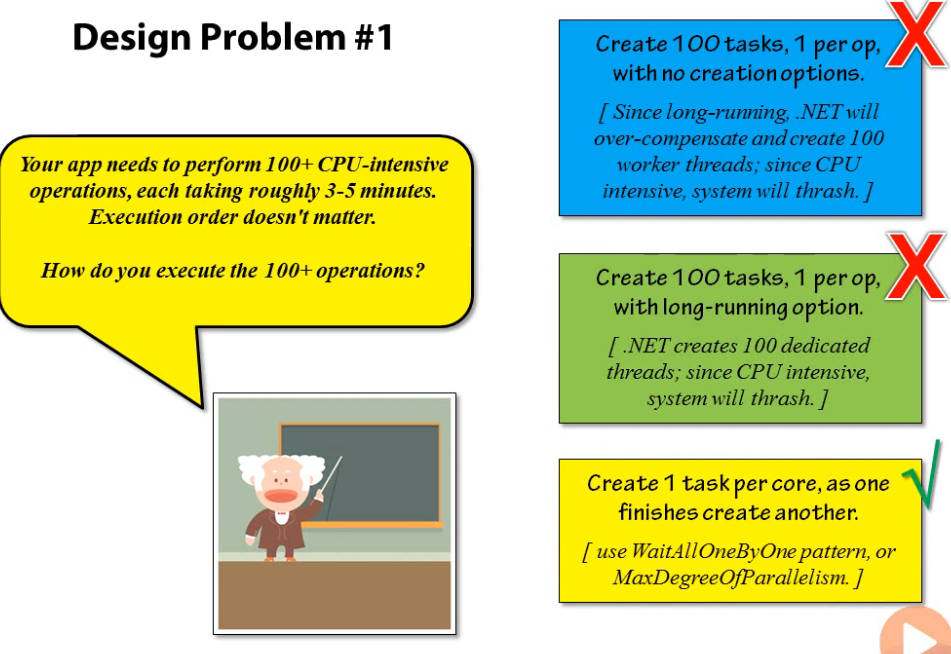 Design Problem #1
Your app needs to perform 100+ CPU-intensive
operations, each taking roughly 3-5 minutes.
Execution order doesn't matter.
How do you execute the 100+ operations?
Create 100 tasks, 1 per op,
with no creation options.
[ Since long-running, .NET will
over-compensate and create 100
worker threads; since CPU
intensive, system will thrash. ]
X
Create 100 tasks, 1 per op,
with long-running option.
[ .NET creates 100 dedicated
threads; since CPU intensive,
system will thrash. ]
X
Create 1 task per core, as one
finishes create another.
[ use WaitAllOneByOne pattern, or
MaxDegreeOfParallelism. ]
√